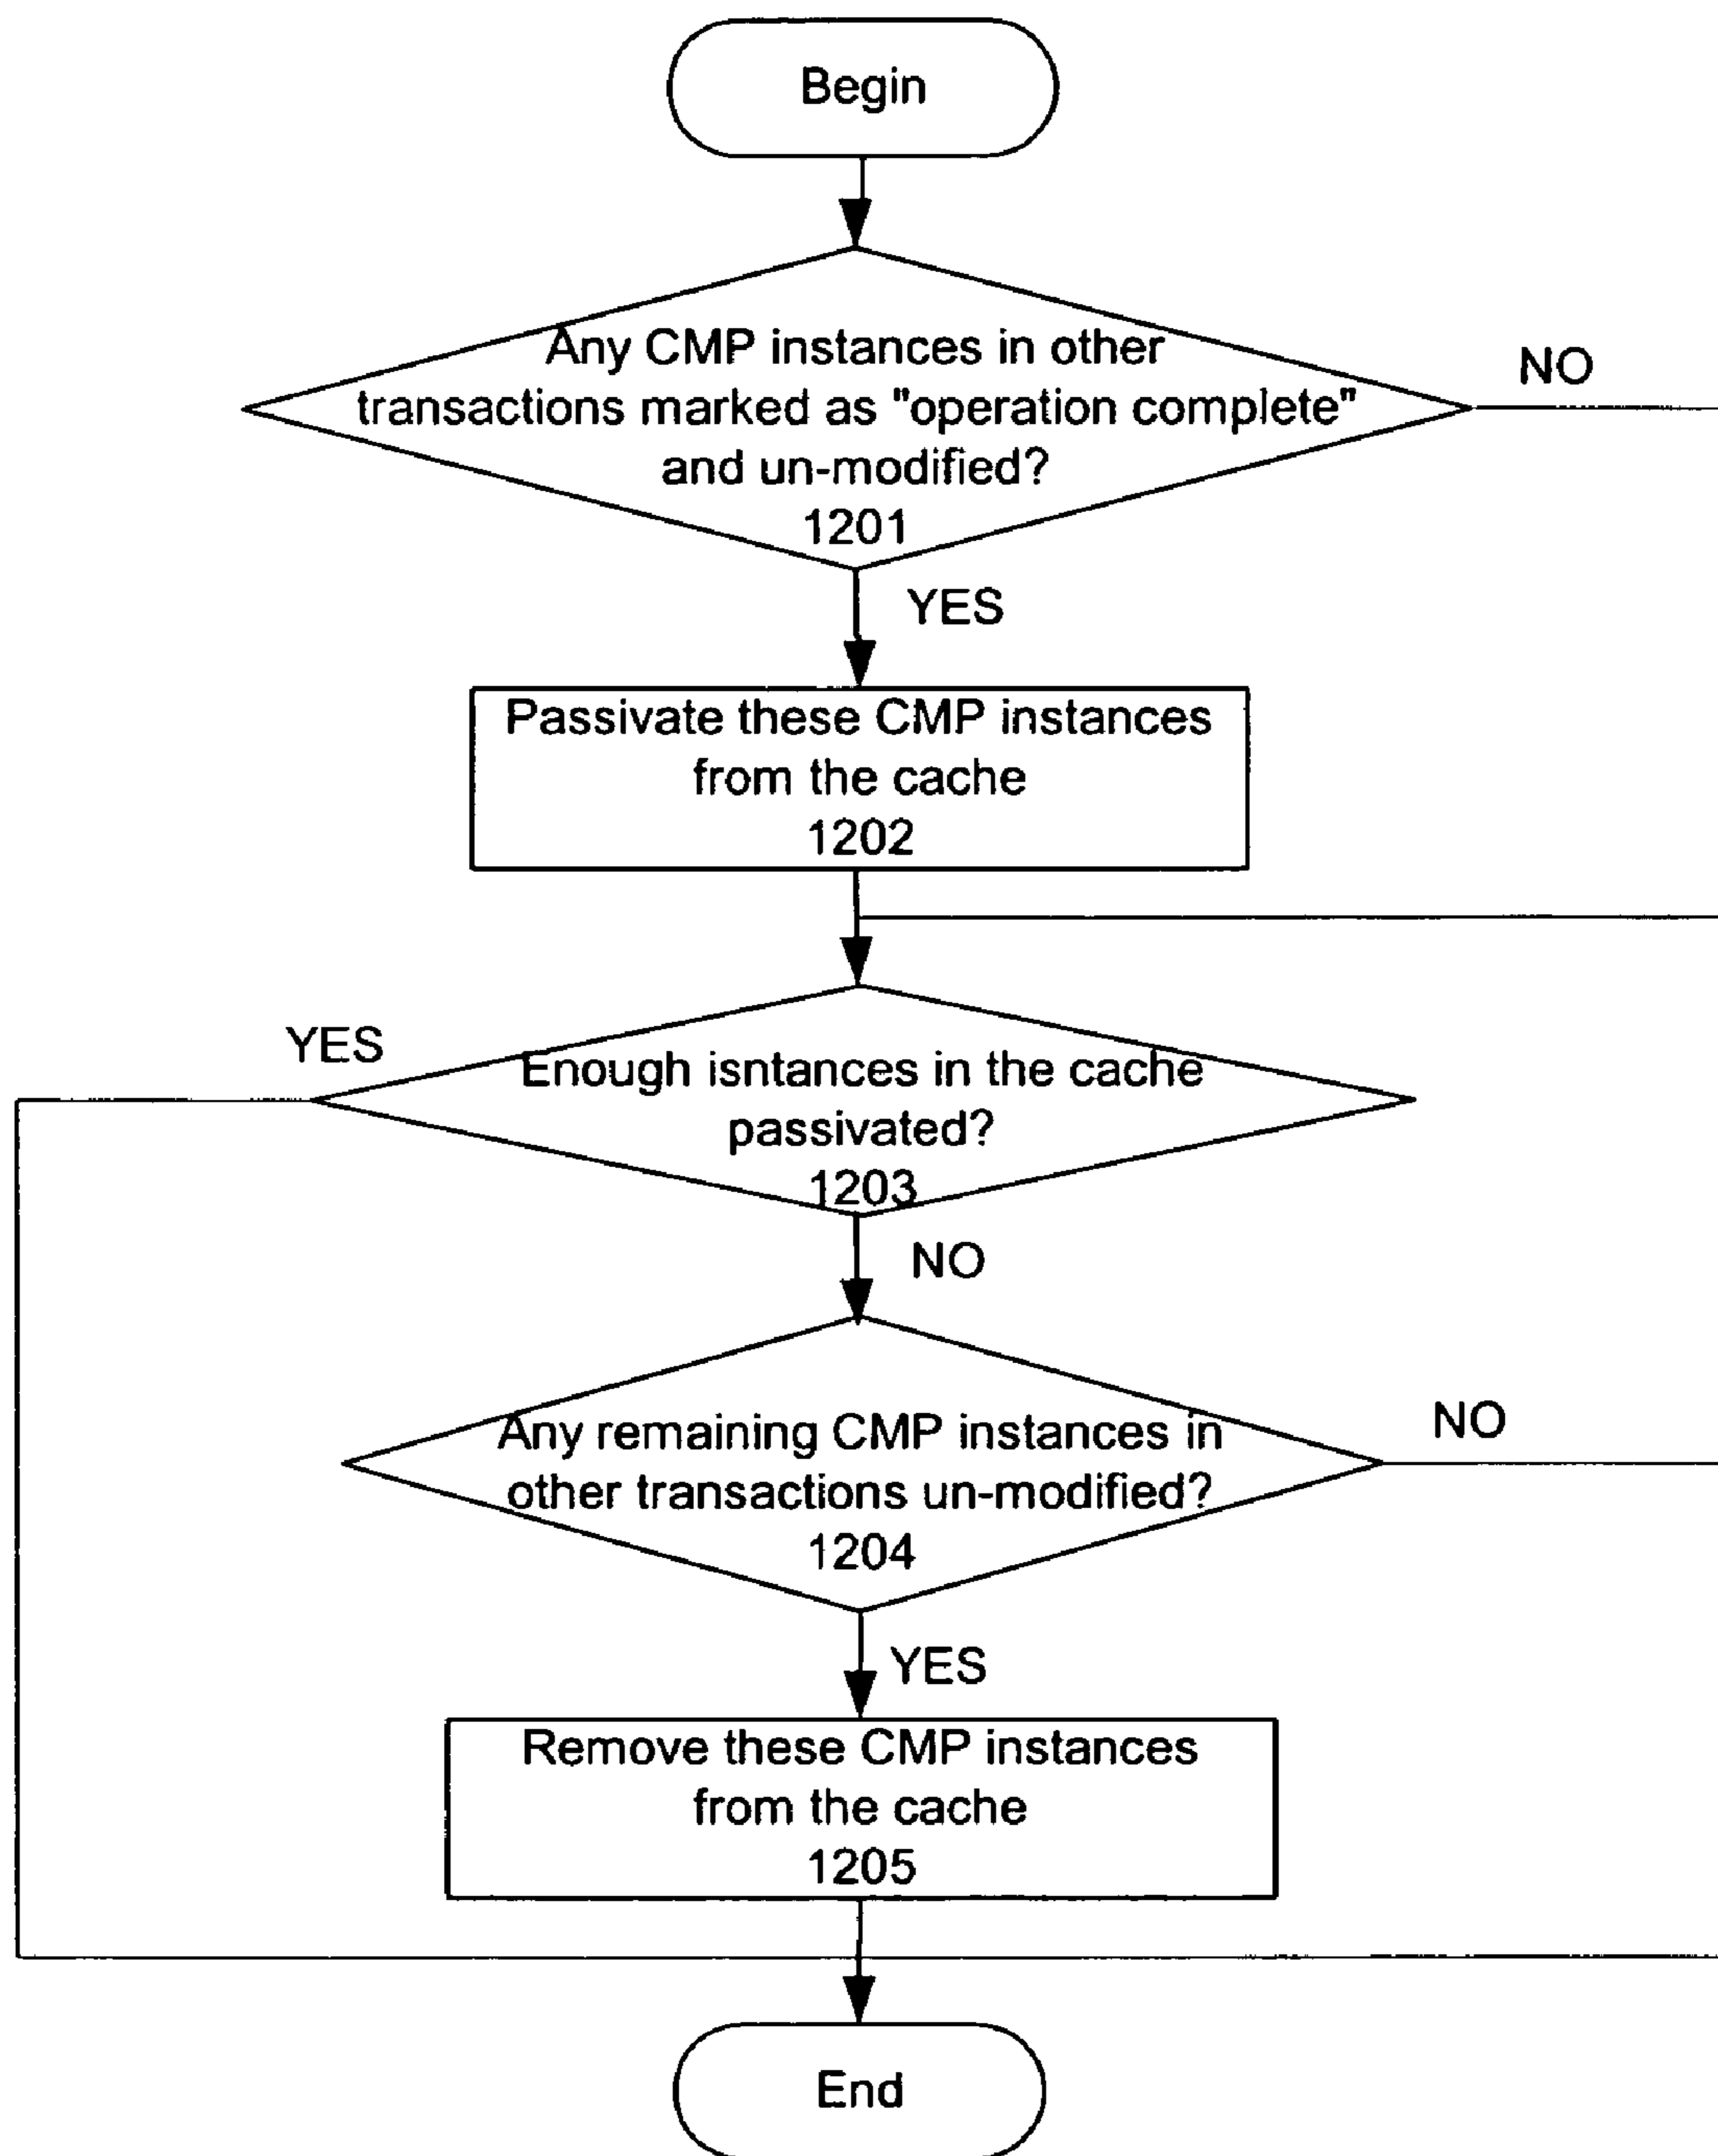 Begin
Any CMP instances in other
transactions marked as "operation complete"
and un-modified?
1201
NO
YES
Passivate these CMP instances
from the cache
1202
YES
Enough isntances in the cache
passivated?
1203
NO
Any remaining CMP instances in
other transactions un-modified?
1204
NO
YES
Remove these CMP instances
from the cache
1205
End